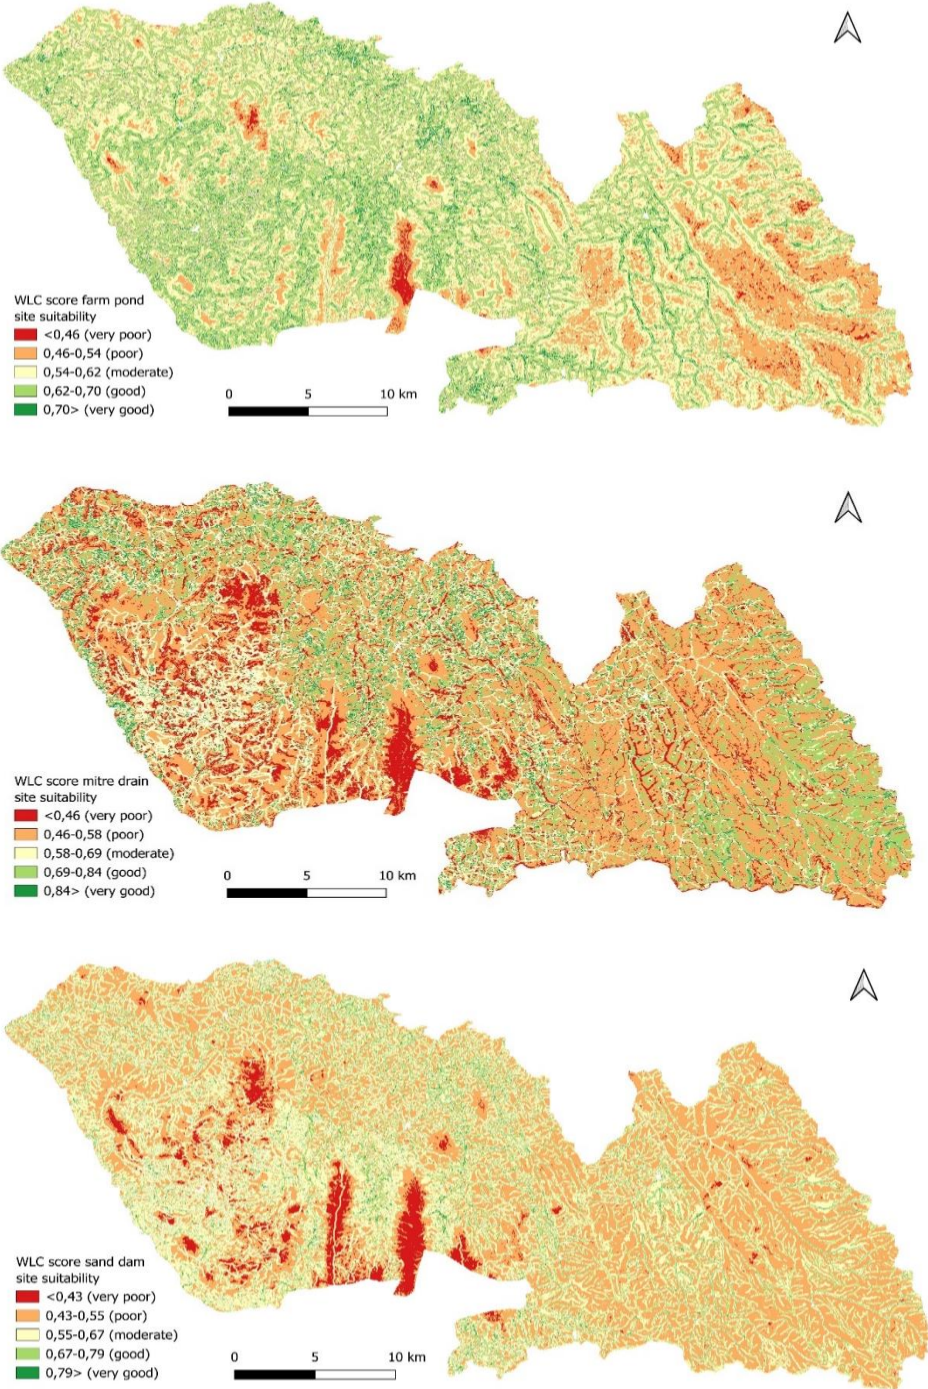 WLC score farm pond
site suitability
<0,46 (very poor)
0,46-0,54 (poor)
0,54-0,62 (moderate)
0,62-0,70 (good)
0,70> (very good)
0 5 10 km
WLC score mitre drain
site suitability
<0,46 (very poor)
0,46-0,58 (poor)
0,58-0,69 (moderate)
0,69-0,84 (good)
0,84> (very good)
0 5 10 km
WLC score sand dam
site suitability
<0,43 (very poor)
0,43-0,55 (poor)
0,55-0,67 (moderate)
0,67-0,79 (good)
0,79> (very good)
0 5 10 km